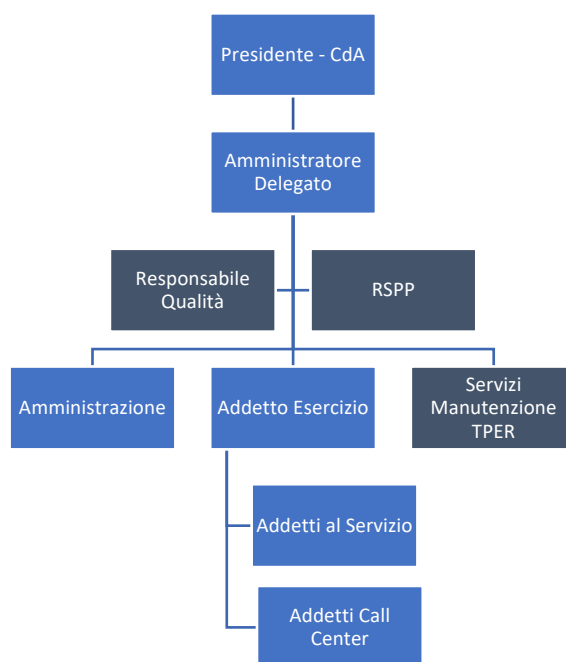 Presidente - CdA
Amministratore
Delegato
Responsabile
Qualità
RSPP
Amministrazione
Addetto Esercizio
Servizi
Manutenzione
TPER
Addetti al Servizio
Addetti Call
Center